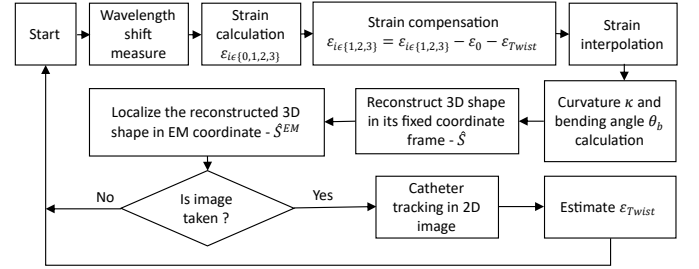 Start
Wavelength
shift
measure
Strain
calculation
ε_{iϵ{0,1,2,3}}
Strain compensation
ε_{iϵ{1,2,3}} = ε_{iϵ{1,2,3}} − ε_0 − ε_{Twist}
Strain
interpolation
Curvature κ and
bending angle θ_b
calculation
Reconstruct 3D shape
in its fixed coordinate
frame - Ŝ
Localize the reconstructed 3D
shape in EM coordinate - Ŝ^{EM}
Is image
taken ?
No
Yes
Catheter
tracking in 2D
image
Estimate ε_{Twist}